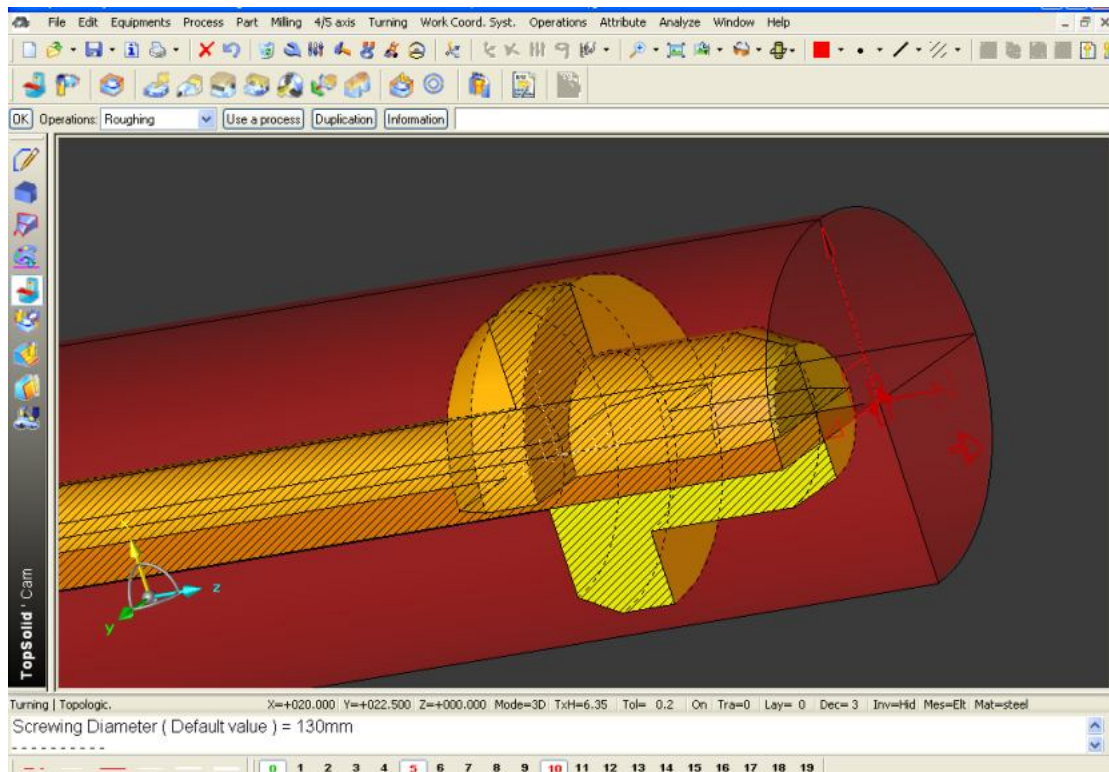 File Edit Equipments Process Part Milling 4/5 axis Turning Work Coord. Syst. Operations Attribute Analyze Window Help
OK Operations: Roughing Use a process Duplication Information
x
z
y
TopSolid'Cam
Turning | Topologic. X=+020.000 Y=+022.500 Z=+000.000 Mode=3D TxH=6.35 Tol= 0.2 On Tra=0 Lay= 0 Dec= 3 Inv=Hid Mes=Elt Mat=steel
Screwing Diameter ( Default value ) = 130mm
----------
0 1 2 3 4 5 6 7 8 9 10 11 12 13 14 15 16 17 18 19